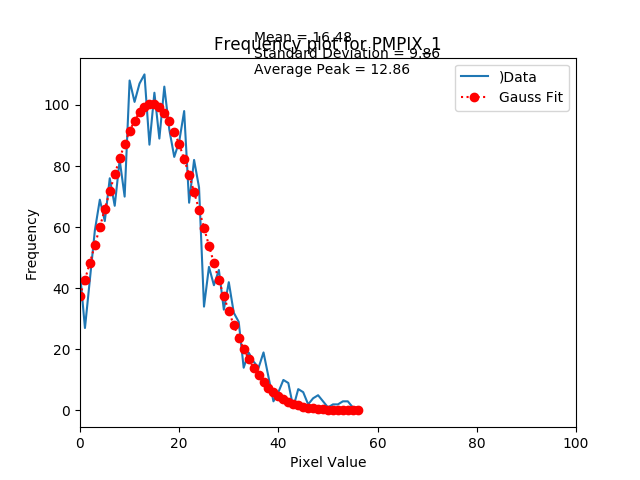 Mean = 16.48
Frequency plot for PMPIX_1
Standard Deviation = 9.86
Average Peak = 12.86
)Data
Gauss Fit
100
80
60
40
20
0
Frequency
0 20 40 60 80 100
Pixel Value